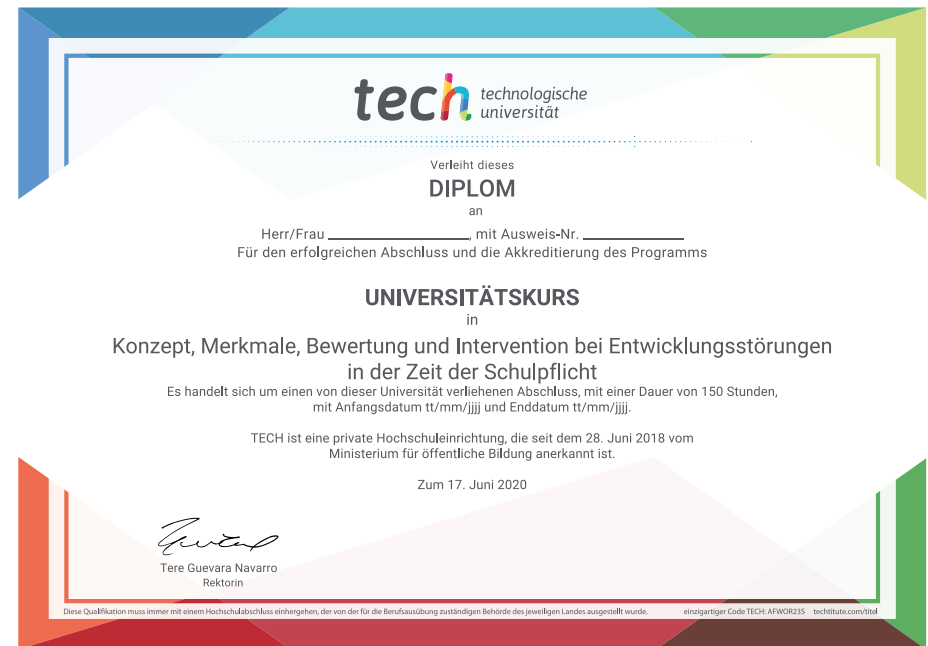 tech technologische
universität
Verleiht dieses
DIPLOM
an
Herr/Frau ____________________, mit Ausweis-Nr. ______________
Für den erfolgreichen Abschluss und die Akkreditierung des Programms
UNIVERSITÄTSKURS
in
Konzept, Merkmale, Bewertung und Intervention bei Entwicklungsstörungen
in der Zeit der Schulpflicht
Es handelt sich um einen von dieser Universität verliehenen Abschluss, mit einer Dauer von 150 Stunden,
mit Anfangsdatum tt/mm/jjjj und Enddatum tt/mm/jjjj.
TECH ist eine private Hochschuleinrichtung, die seit dem 28. Juni 2018 vom
Ministerium für öffentliche Bildung anerkannt ist.
Zum 17. Juni 2020
Tere Guevara Navarro
Rektorin
Diese Qualifikation muss immer mit einem Hochschulabschluss einhergehen, der von der für die Berufsausübung zuständigen Behörde des jeweiligen Landes ausgestellt wurde. einzigartiger Code TECH: AFWOR23S techtitute.com/titel